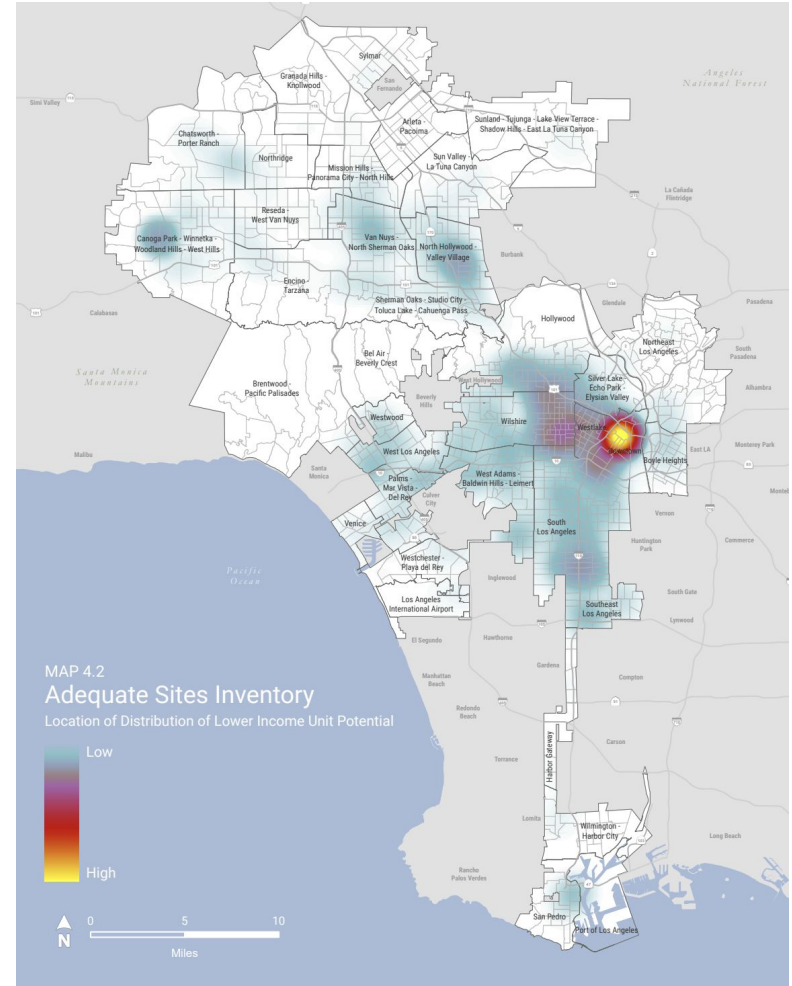 Sylmar
Granada Hills -
Knollwood
San
Fernando
Angeles
National Forest
Simi Valley
118
Arleta -
Pacoima
Sunland - Tujunga - Lake View Terrace -
Shadow Hills - East La Tuna Canyon
Chatsworth -
Porter Ranch
Northridge
Mission Hills -
Panorama City - North Hills
Sun Valley -
La Tuna Canyon
La Cañada
Flintridge
Reseda -
West Van Nuys
Canoga Park - Winnetka -
Woodland Hills - West Hills
Van Nuys -
North Sherman Oaks
North Hollywood -
Valley Village
Burbank
Encino -
Tarzana
Sherman Oaks - Studio City -
Toluca Lake - Cahuenga Pass
Calabasas
Glendale
Pasadena
Hollywood
Northeast
Los Angeles
South
Pasadena
Bel Air -
Beverly Crest
Santa Monica
Mountains
Brentwood -
Pacific Palisades
West Hollywood
Silver Lake -
Echo Park -
Elysian Valley
Alhambra
Beverly
Hills
Westwood
Wilshire
Westlake
Downtown
Malibu
West Los Angeles
Boyle Heights
East LA
Monterey Park
Santa
Monica
Palms -
Mar Vista -
Del Rey
Culver
City
West Adams -
Baldwin Hills - Leimert
Venice
South
Los Angeles
Vernon
Huntington
Park
Commerce
Pacific
Ocean
Westchester -
Playa del Rey
Inglewood
South Gate
Los Angeles
International Airport
Southeast
Los Angeles
Lynwood
El Segundo
Hawthorne
Gardena
Compton
Manhattan
Beach
Redondo
Beach
Torrance
Carson
Harbor Gateway
Lomita
Wilmington -
Harbor City
Long Beach
Rancho
Palos Verdes
San Pedro
Port of Los Angeles
MAP 4.2
Adequate Sites Inventory
Location of Distribution of Lower Income Unit Potential
Low
High
N
0 5 10
Miles